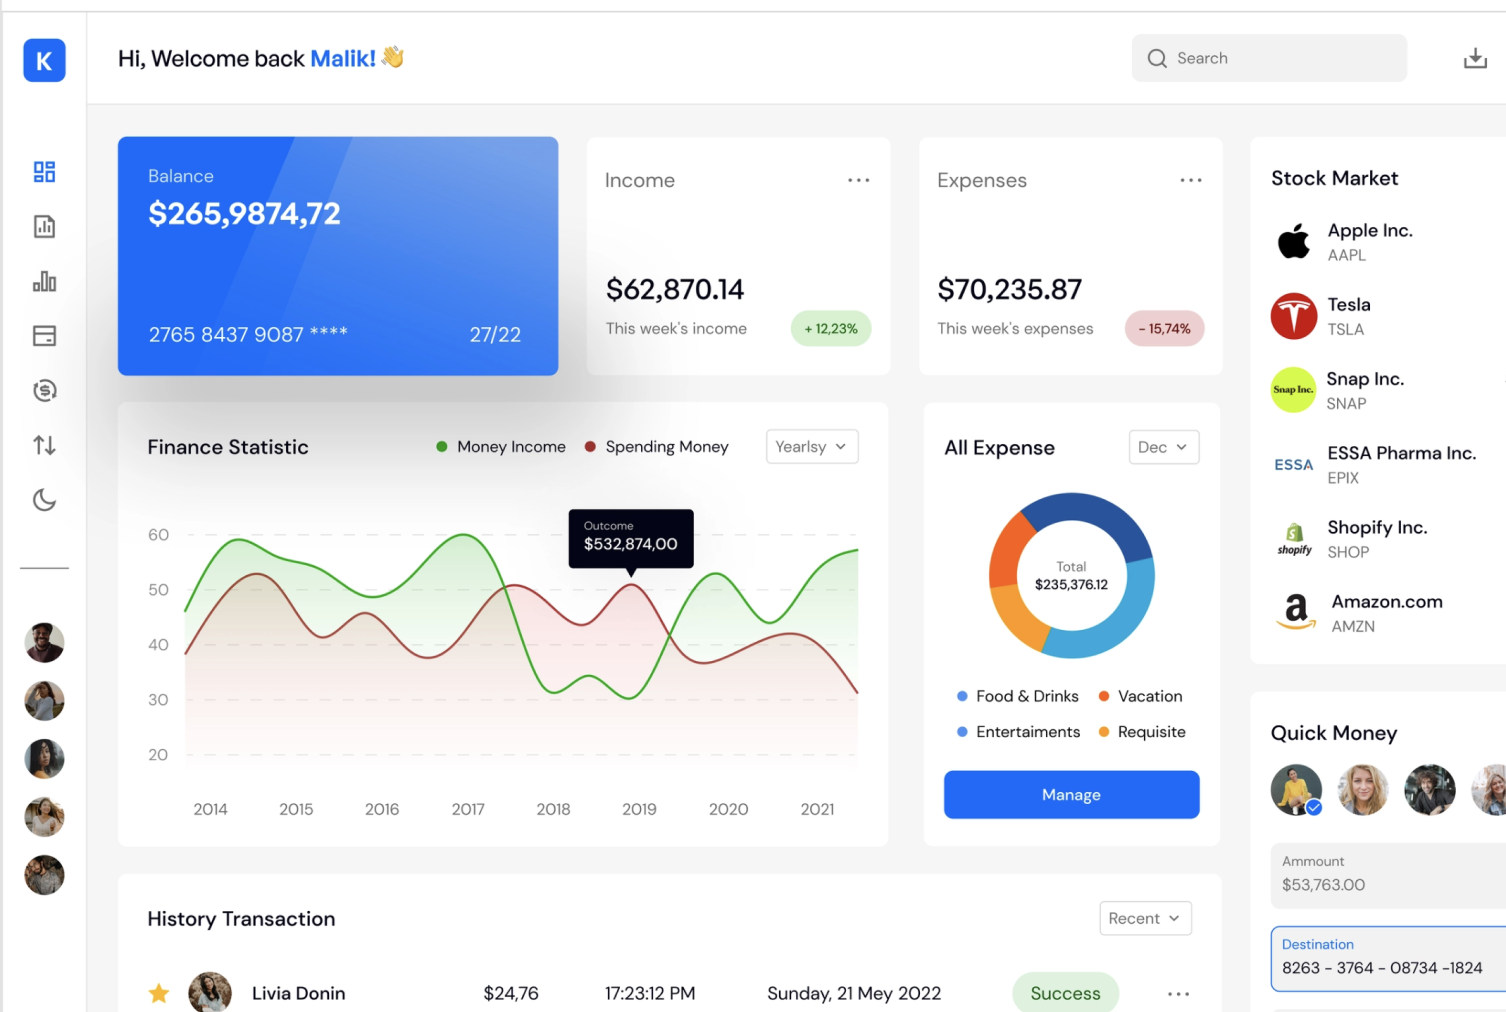 K
Hi, Welcome back Malik! 👋
Search
Balance
$265,9874,72
2765 8437 9087 ****
27/22
Income
$62,870.14
This week's income
+ 12,23%
Expenses
$70,235.87
This week's expenses
- 15,74%
Stock Market
Apple Inc.
AAPL
Tesla
TSLA
Snap Inc.
Snap Inc.
SNAP
ESSA
ESSA Pharma Inc.
EPIX
shopify
Shopify Inc.
SHOP
a
Amazon.com
AMZN
Finance Statistic
Money Income
Spending Money
Yearlsy
Outcome
$532,874,00
60
50
40
30
20
2014 2015 2016 2017 2018 2019 2020 2021
All Expense
Dec
Total
$235,376.12
Food & Drinks
Vacation
Entertaiments
Requisite
Manage
Quick Money
Ammount
$53,763.00
Destination
8263 - 3764 - 08734 -1824
History Transaction
Recent
Livia Donin $24,76 17:23:12 PM Sunday, 21 Mey 2022 Success